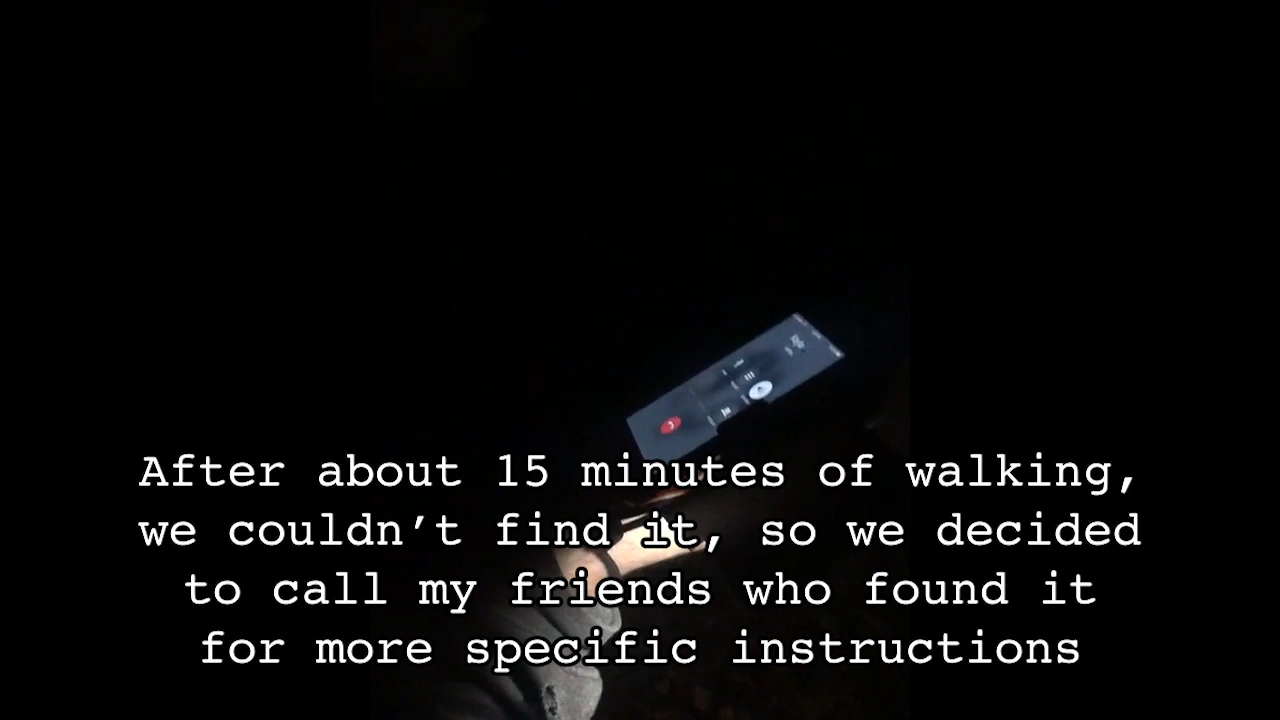 After about 15 minutes of walking,
we couldn’t find it, so we decided
to call my friends who found it
for more specific instructions